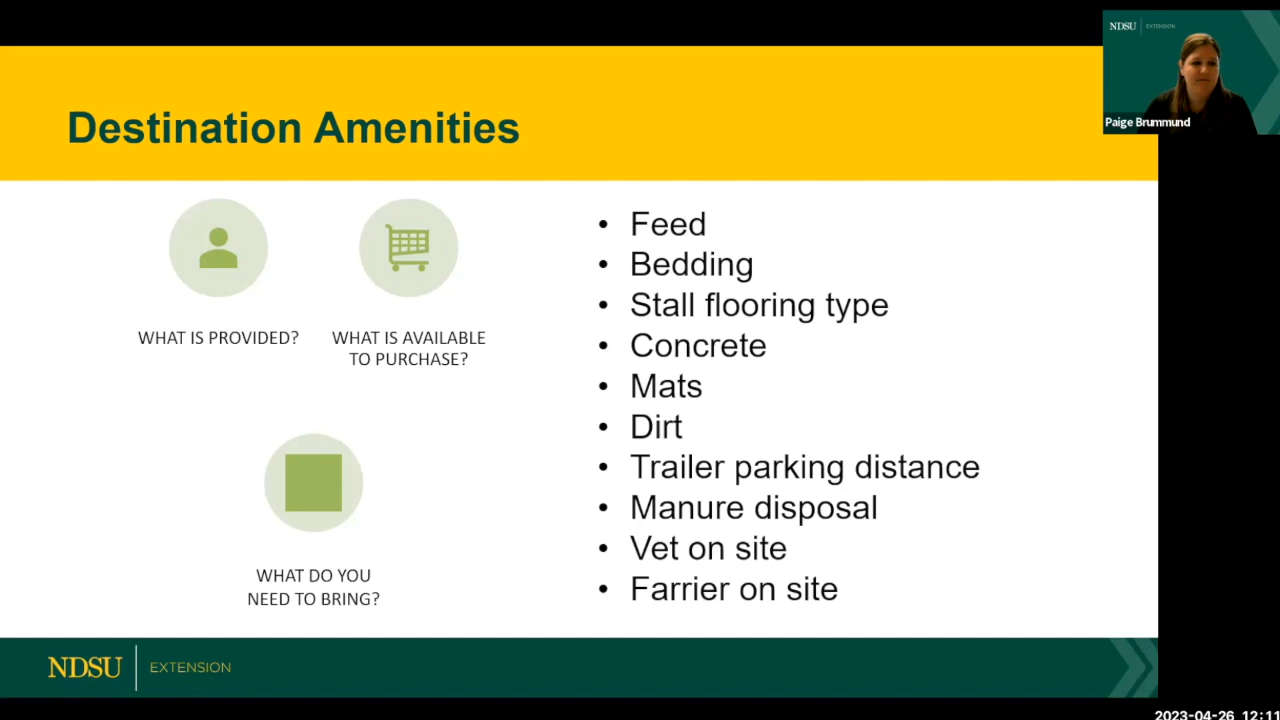 NDSU EXTENSION
Paige Brummund
Destination Amenities
WHAT IS PROVIDED?
WHAT IS AVAILABLE
TO PURCHASE?
WHAT DO YOU
NEED TO BRING?
• Feed
• Bedding
• Stall flooring type
• Concrete
• Mats
• Dirt
• Trailer parking distance
• Manure disposal
• Vet on site
• Farrier on site
NDSU EXTENSION
2023-04-26 12:11